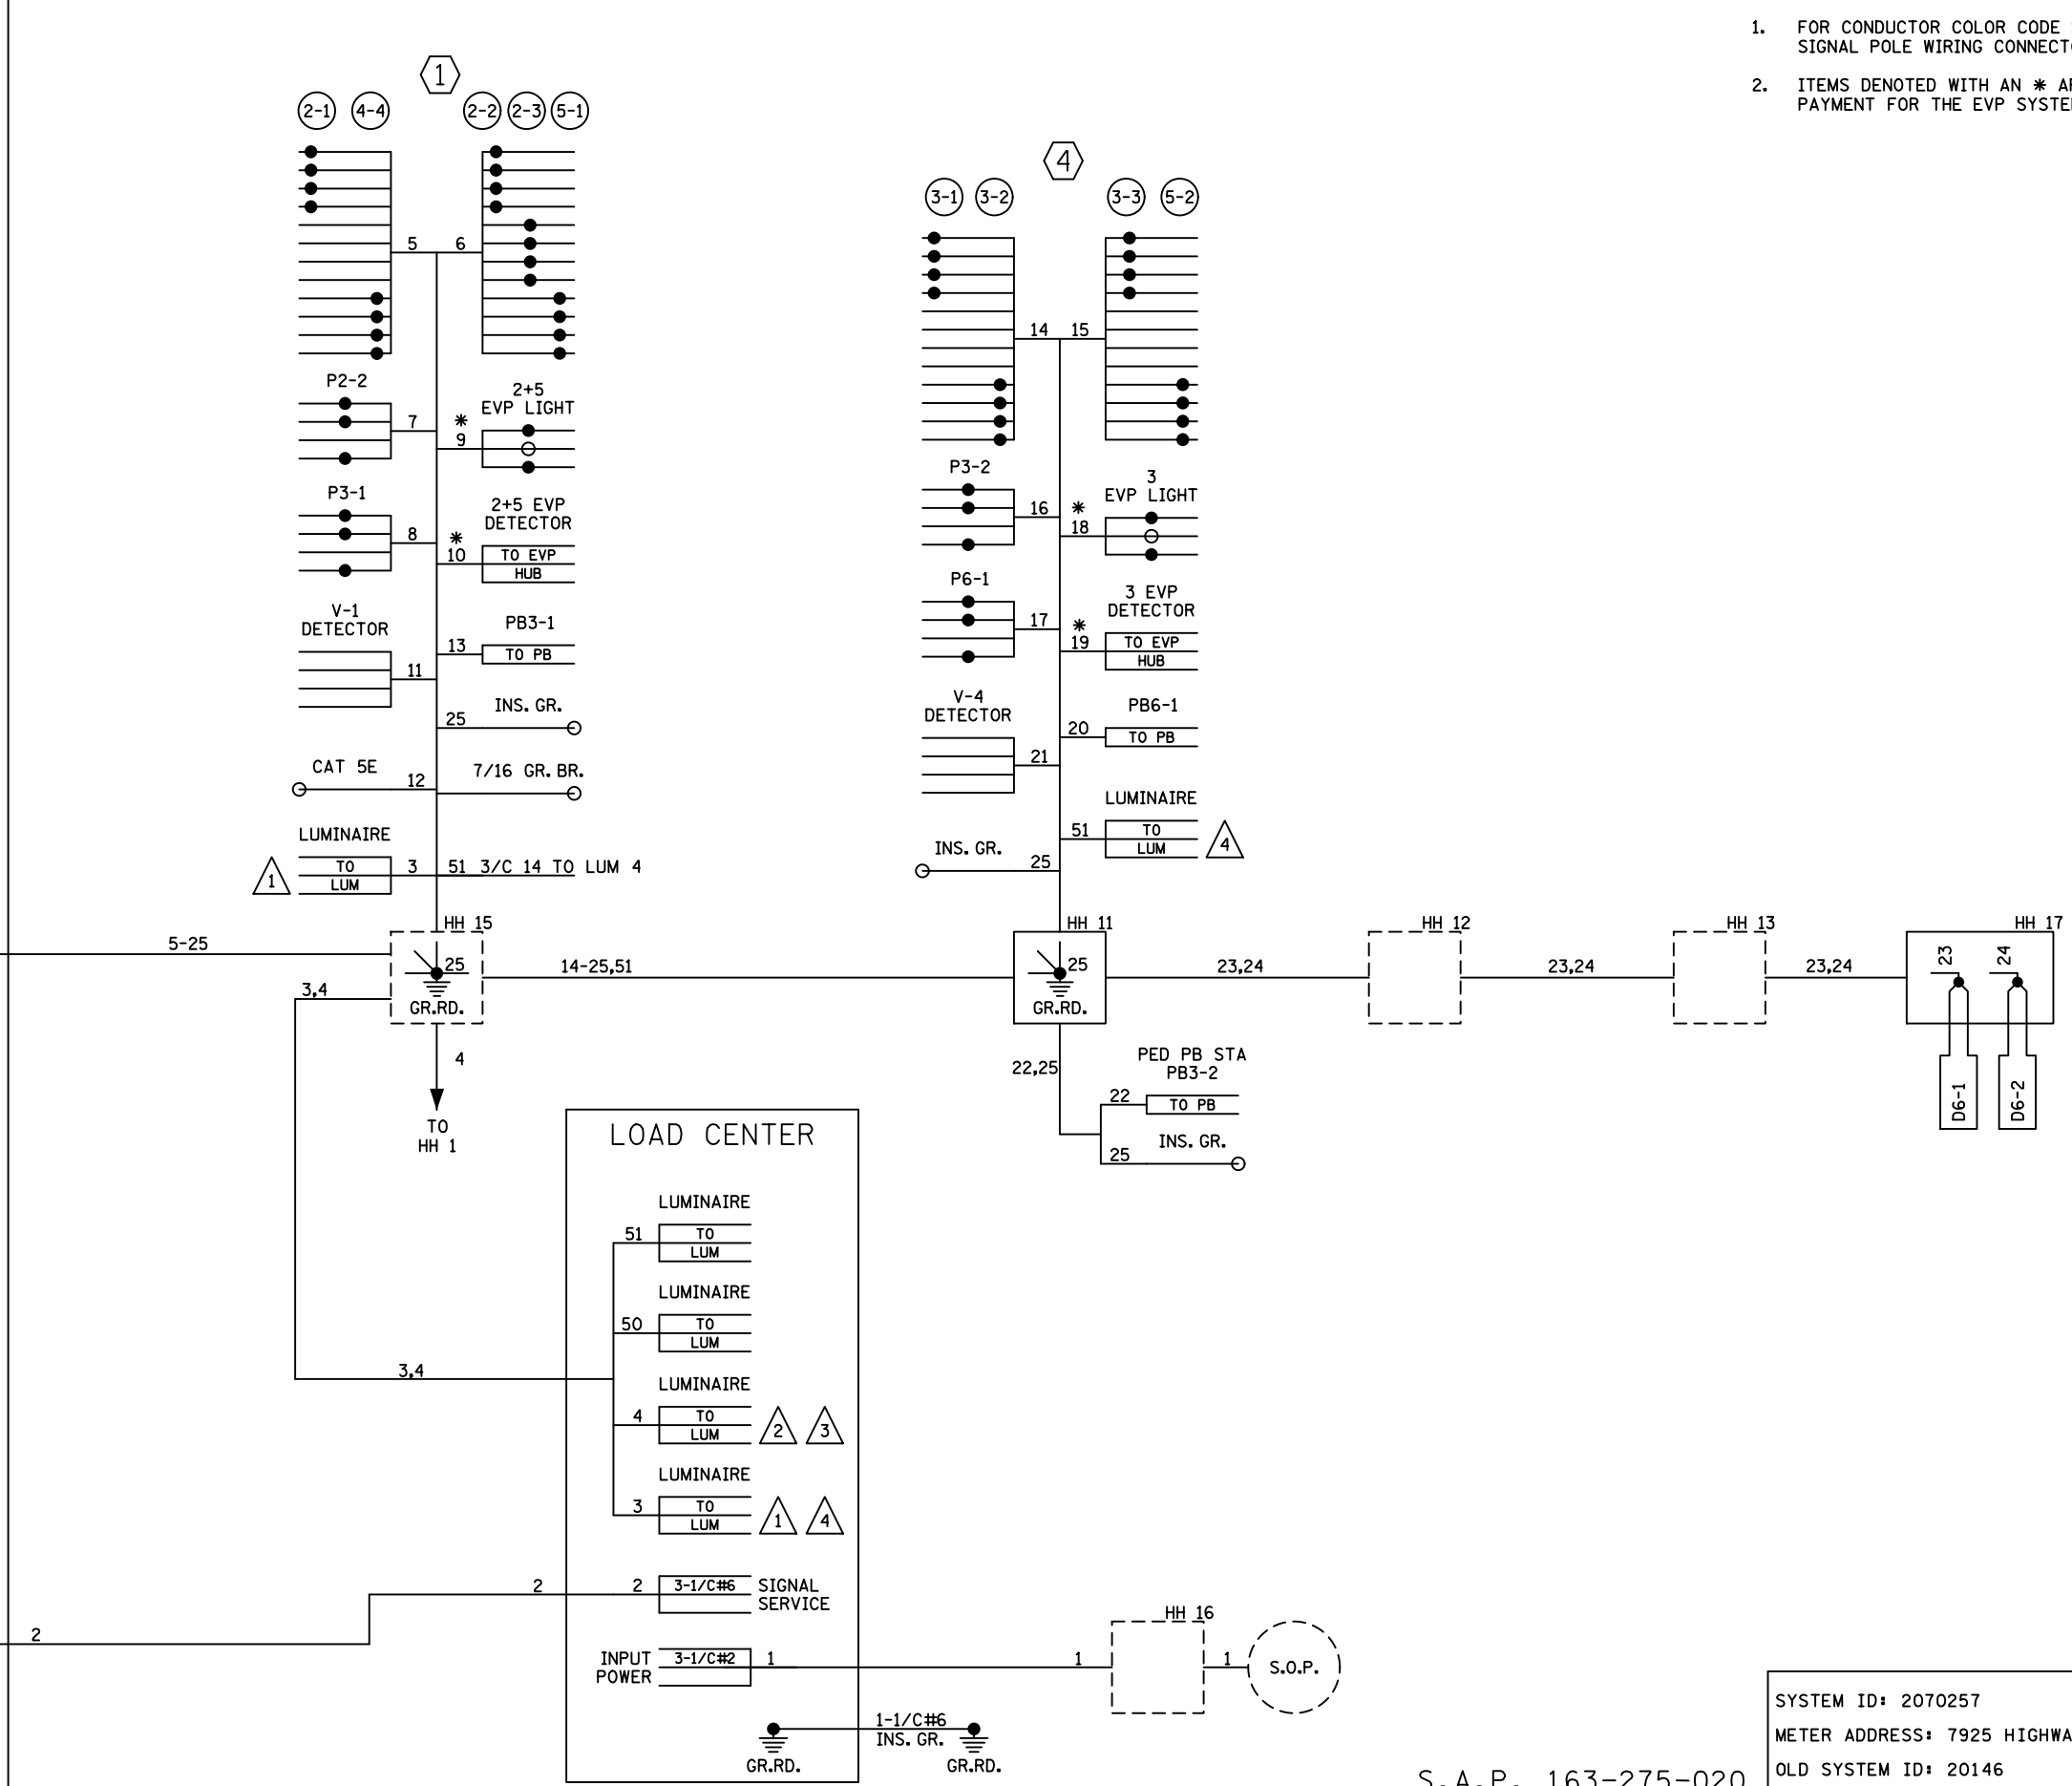 1. FOR CONDUCTOR COLOR CODE
SIGNAL POLE WIRING
2. ITEMS DENOTED WITH AN *
PAYMENT FOR THE EVP
1
2-1 4-4 2-2 2-3 5-1
5 6
P2-2
7
2+5
EVP LIGHT
*
9
P3-1
8
2+5 EVP
DETECTOR
*
10 TO EVP
HUB
V-1
DETECTOR
11
PB3-1
13 TO PB
INS. GR.
25
CAT 5E
12
7/16 GR. BR.
LUMINAIRE
1 TO 3
LUM
51 3/C 14 TO LUM 4
4
3-1 3-2 3-3 5-2
14 15
P3-2
16
3
EVP LIGHT
*
18
P6-1
17
3 EVP
DETECTOR
*
19 TO EVP
HUB
V-4
DETECTOR
21
PB6-1
20 TO PB
LUMINAIRE
51 TO 4
LUM
INS. GR.
25
5-25
HH 15
25
GR.RD.
3,4
14-25,51
HH 11
25
GR.RD.
23,24
HH 12
23,24
HH 13
23,24
HH 17
23 24
D6-1 D6-2
4
TO
HH 1
22,25
PED PB STA
PB3-2
22 TO PB
INS. GR.
25
LOAD CENTER
LUMINAIRE
51 TO
LUM
LUMINAIRE
50 TO
LUM
3,4
LUMINAIRE
4 TO 2 3
LUM
LUMINAIRE
3 TO 1 4
LUM
2
2 2 3-1/C#6 SIGNAL
SERVICE
INPUT
POWER
3-1/C#2 1 1
HH 16
1 S.O.P.
1-1/C#6
INS. GR.
GR.RD. GR.RD.
S.A.P. 163-275-020
SYSTEM ID: 2070257
METER ADDRESS: 7925
OLD SYSTEM ID: 20146